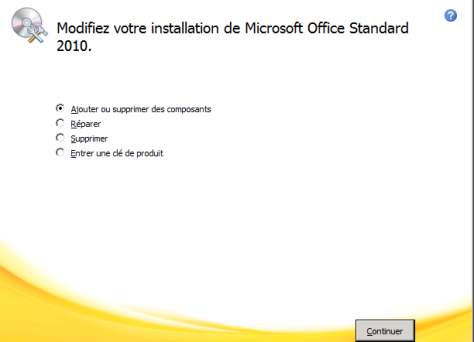 Modifiez votre installation de Microsoft Office Standard
2010.
?
Ajouter ou supprimer des composants
Réparer
Supprimer
Entrer une clé de produit
Continuer